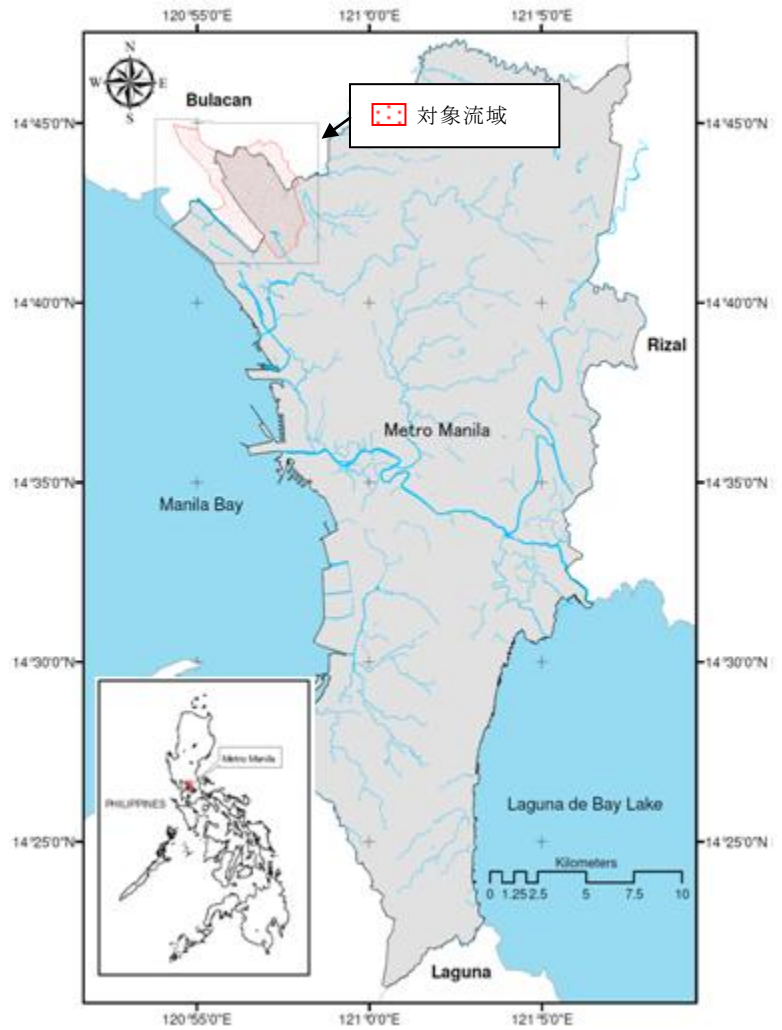 120°55'0"E 121°0'0"E 121°5'0"E
N
W E
S
Bulacan
対象流域
14°45'0"N 14°45'0"N
14°40'0"N 14°40'0"N
Rizal
Metro Manila
14°35'0"N 14°35'0"N
Manila Bay
14°30'0"N 14°30'0"N
Metro Manila
PHILIPPINES
Laguna de Bay Lake
14°25'0"N 14°25'0"N
Kilometers
0 1.25 2.5 5 7.5 10
Laguna
120°55'0"E 121°0'0"E 121°5'0"E